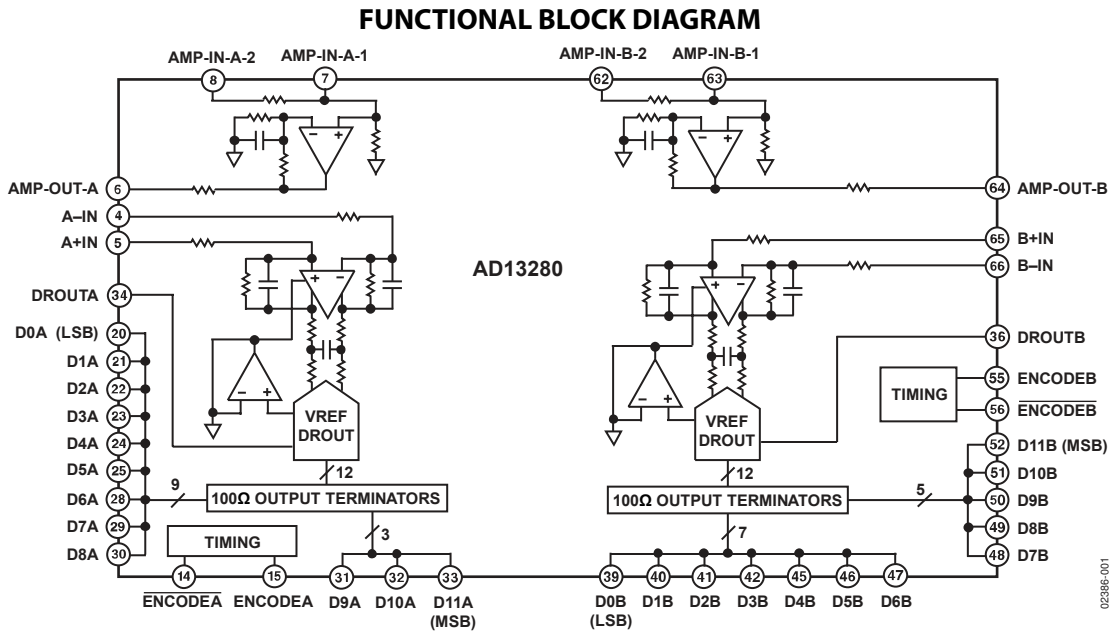 FUNCTIONAL BLOCK DIAGRAM
AMP-IN-A-2 AMP-IN-A-1 AMP-IN-B-2 AMP-IN-B-1
8 7 62 63
– + – +
AMP-OUT-A 6 64 AMP-OUT-B
A–IN 4
A+IN 5 65 B+IN
66 B–IN
AD13280
+ – + –
DROUTA 34
D0A (LSB) 20 36 DROUTB
D1A 21 55 ENCODEB
D2A 22 – + – + TIMING
D3A 23 VREF DROUT VREF DROUT 56 ENCODEB
D4A 24 52 D11B (MSB)
D5A 25 12 12 51 D10B
D6A 28 9 100Ω OUTPUT TERMINATORS 100Ω OUTPUT TERMINATORS 5 50 D9B
D7A 29 TIMING 3 7 49 D8B
D8A 30 48 D7B
14 15 31 32 33 39 40 41 42 45 46 47
ENCODEA ENCODEA D9A D10A D11A D0B D1B D2B D3B D4B D5B D6B
(MSB) (LSB)
02386-001